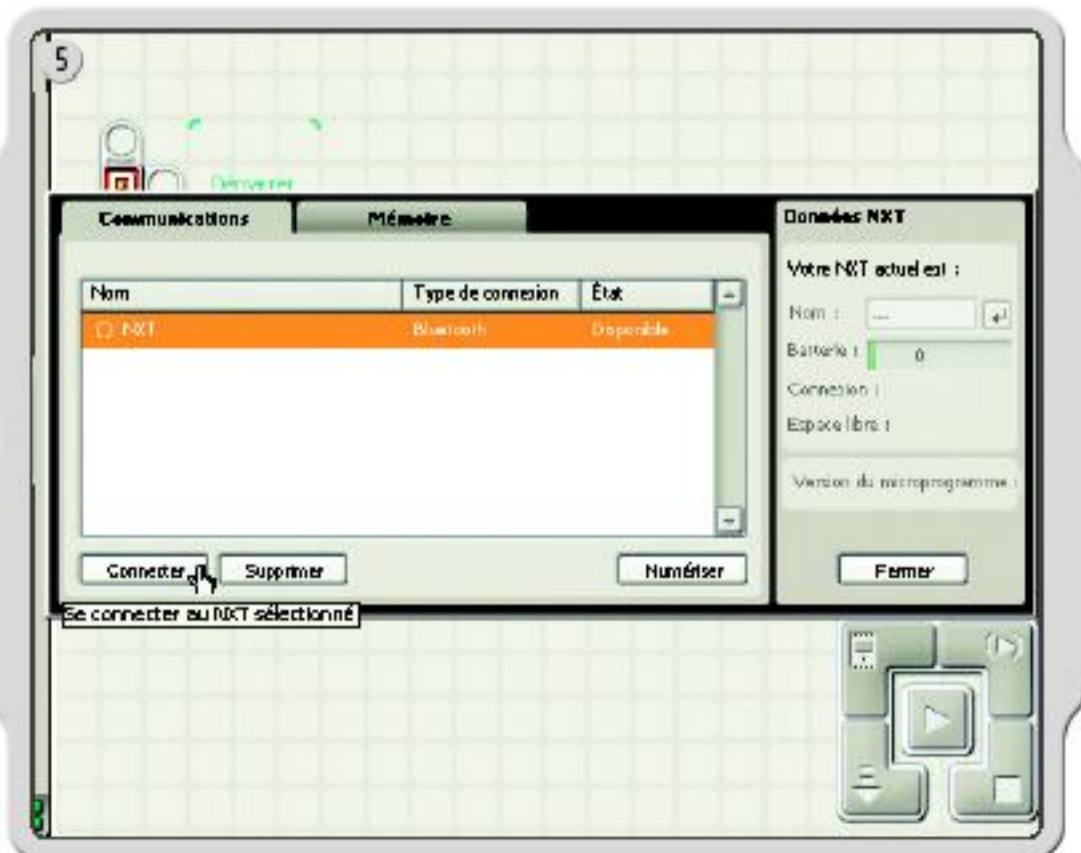 5
Démarrer
Communications
Mémoire
Nom
Type de connexion
État
NXT
Bluetooth
Disponible
Connecter
Supprimer
Numériser
Se connecter au NXT sélectionné
Données NXT
Votre NXT actuel est :
Nom : ...
Batterie : 0
Connexion :
Espace libre :
Version du microprogramme :
Fermer